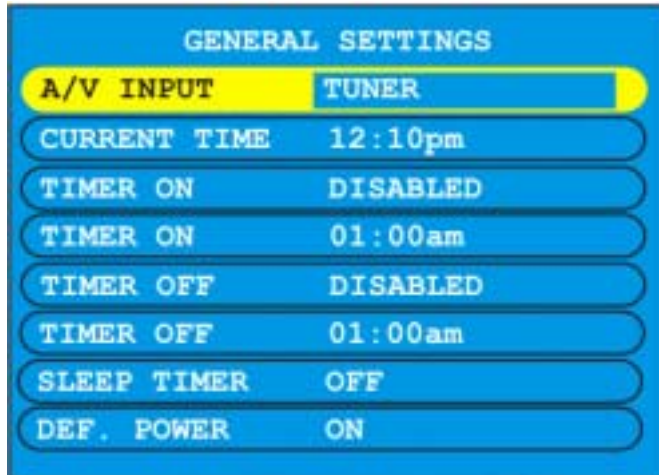 GENERAL SETTINGS
A/V INPUT TUNER
CURRENT TIME 12:10pm
TIMER ON DISABLED
TIMER ON 01:00am
TIMER OFF DISABLED
TIMER OFF 01:00am
SLEEP TIMER OFF
DEF. POWER ON